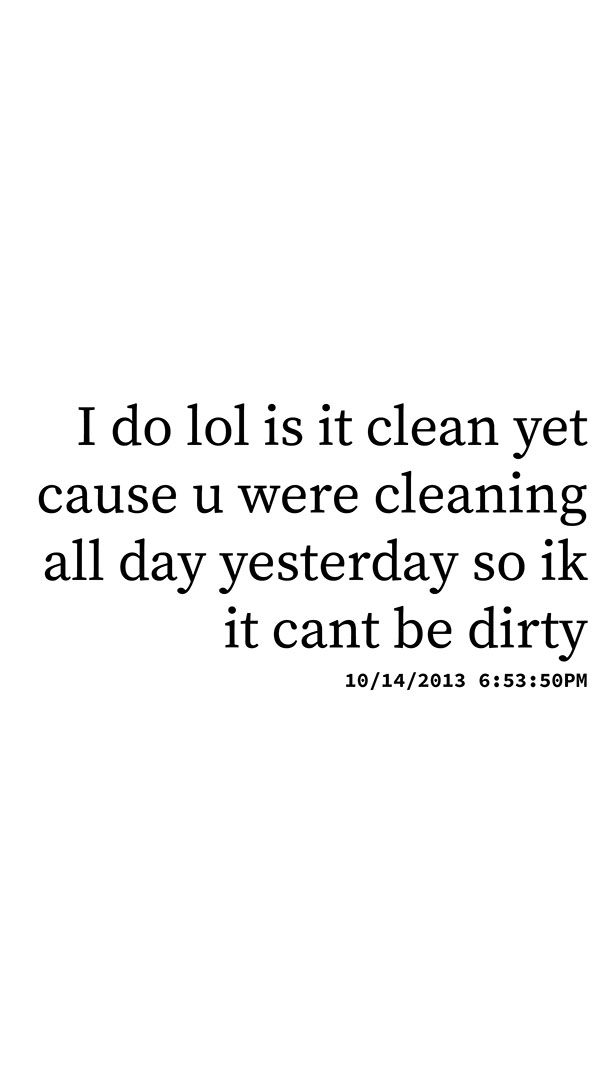 I do lol is it clean yet
cause u were cleaning
all day yesterday so ik
it cant be dirty
10/14/2013 6:53:50PM